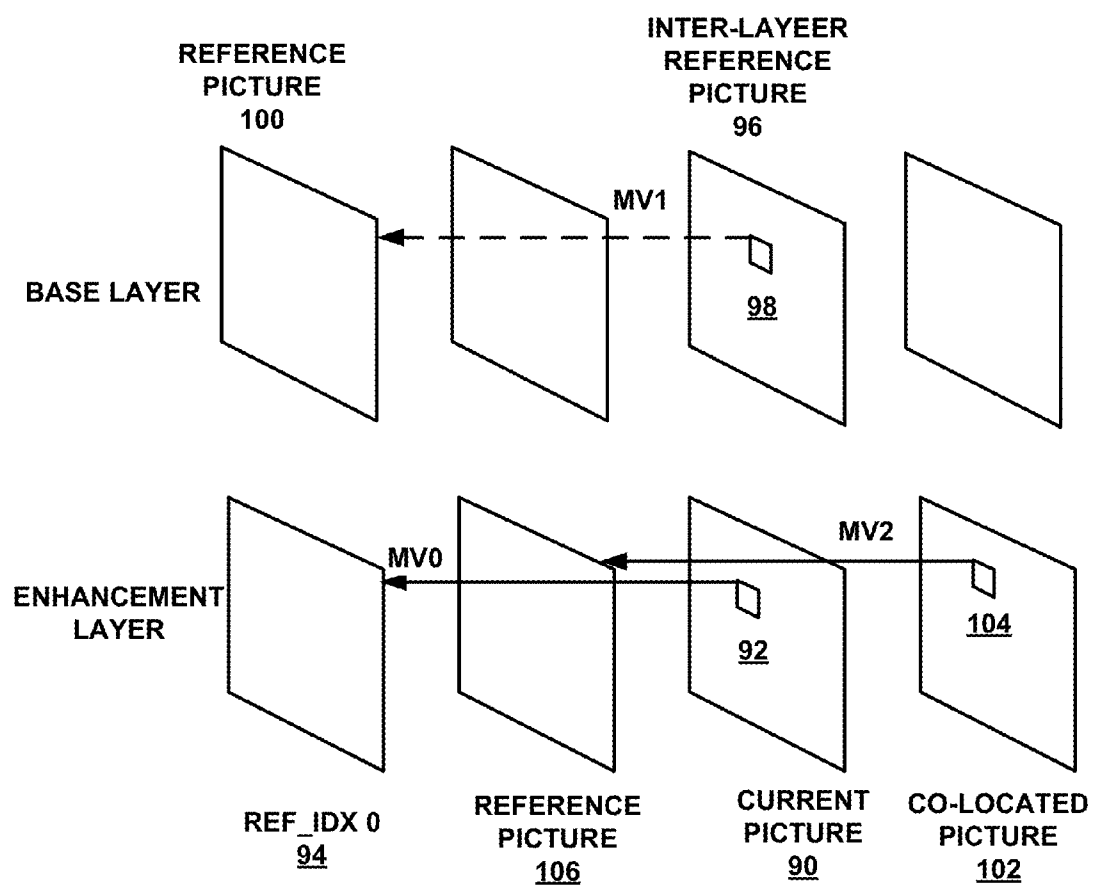 REFERENCE
PICTURE
100
INTER-LAYEER
REFERENCE
PICTURE
96
MV1
BASE LAYER
98
MV0
MV2
ENHANCEMENT
LAYER
92
104
REF_IDX 0
94
REFERENCE
PICTURE
106
CURRENT
PICTURE
90
CO-LOCATED
PICTURE
102